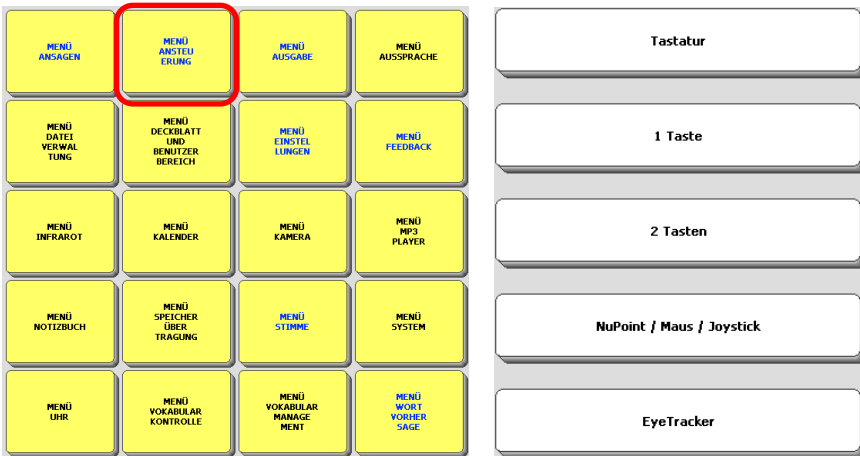 MENÜ
ANSAGEN
MENÜ
ANSTEU
ERUNG
MENÜ
AUSGABE
MENÜ
AUSSPRACHE
MENÜ
DATEI
VERWAL
TUNG
MENÜ
DECKBLATT
UND
BENUTZER
BEREICH
MENÜ
EINSTEL
LUNGEN
MENÜ
FEEDBACK
MENÜ
INFRAROT
MENÜ
KALENDER
MENÜ
KAMERA
MENÜ
MP3
PLAYER
MENÜ
NOTIZBUCH
MENÜ
SPEICHER
ÜBER
TRAGUNG
MENÜ
STIMME
MENÜ
SYSTEM
MENÜ
UHR
MENÜ
VOKABULAR
KONTROLLE
MENÜ
VOKABULAR
MANAGE
MENT
MENÜ
WORT
VORHER
SAGE
Tastatur
1 Taste
2 Tasten
NuPoint / Maus / Joystick
EyeTracker